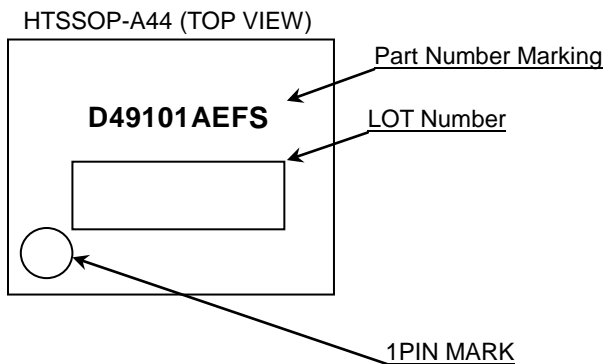 HTSSOP-A44 (TOP VIEW)
Part Number Marking
D49101AEFS
LOT Number
1PIN MARK